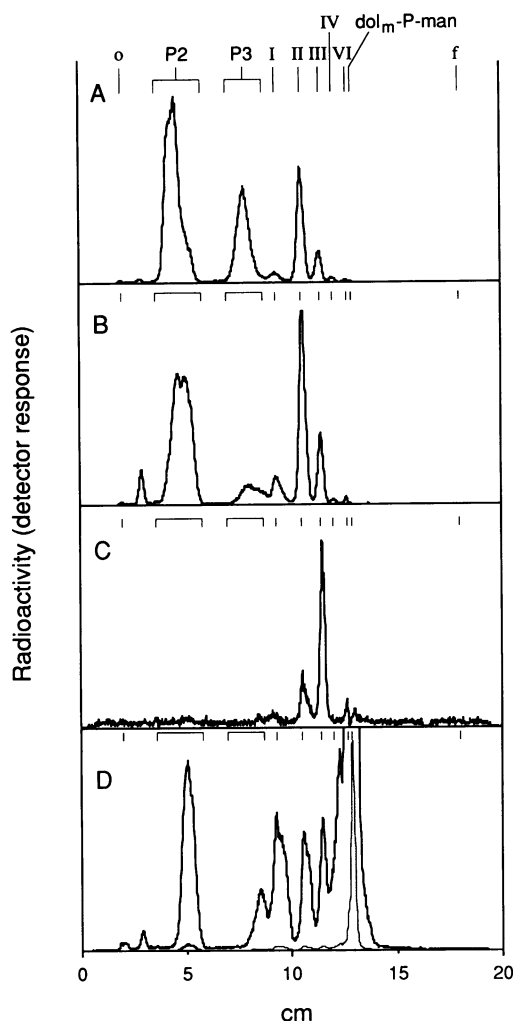 IV
dolm-P-man
o P2 P3 I II III VI f
A
B
C
D
Radioactivity (detector response)
0 5 10 15 20
cm